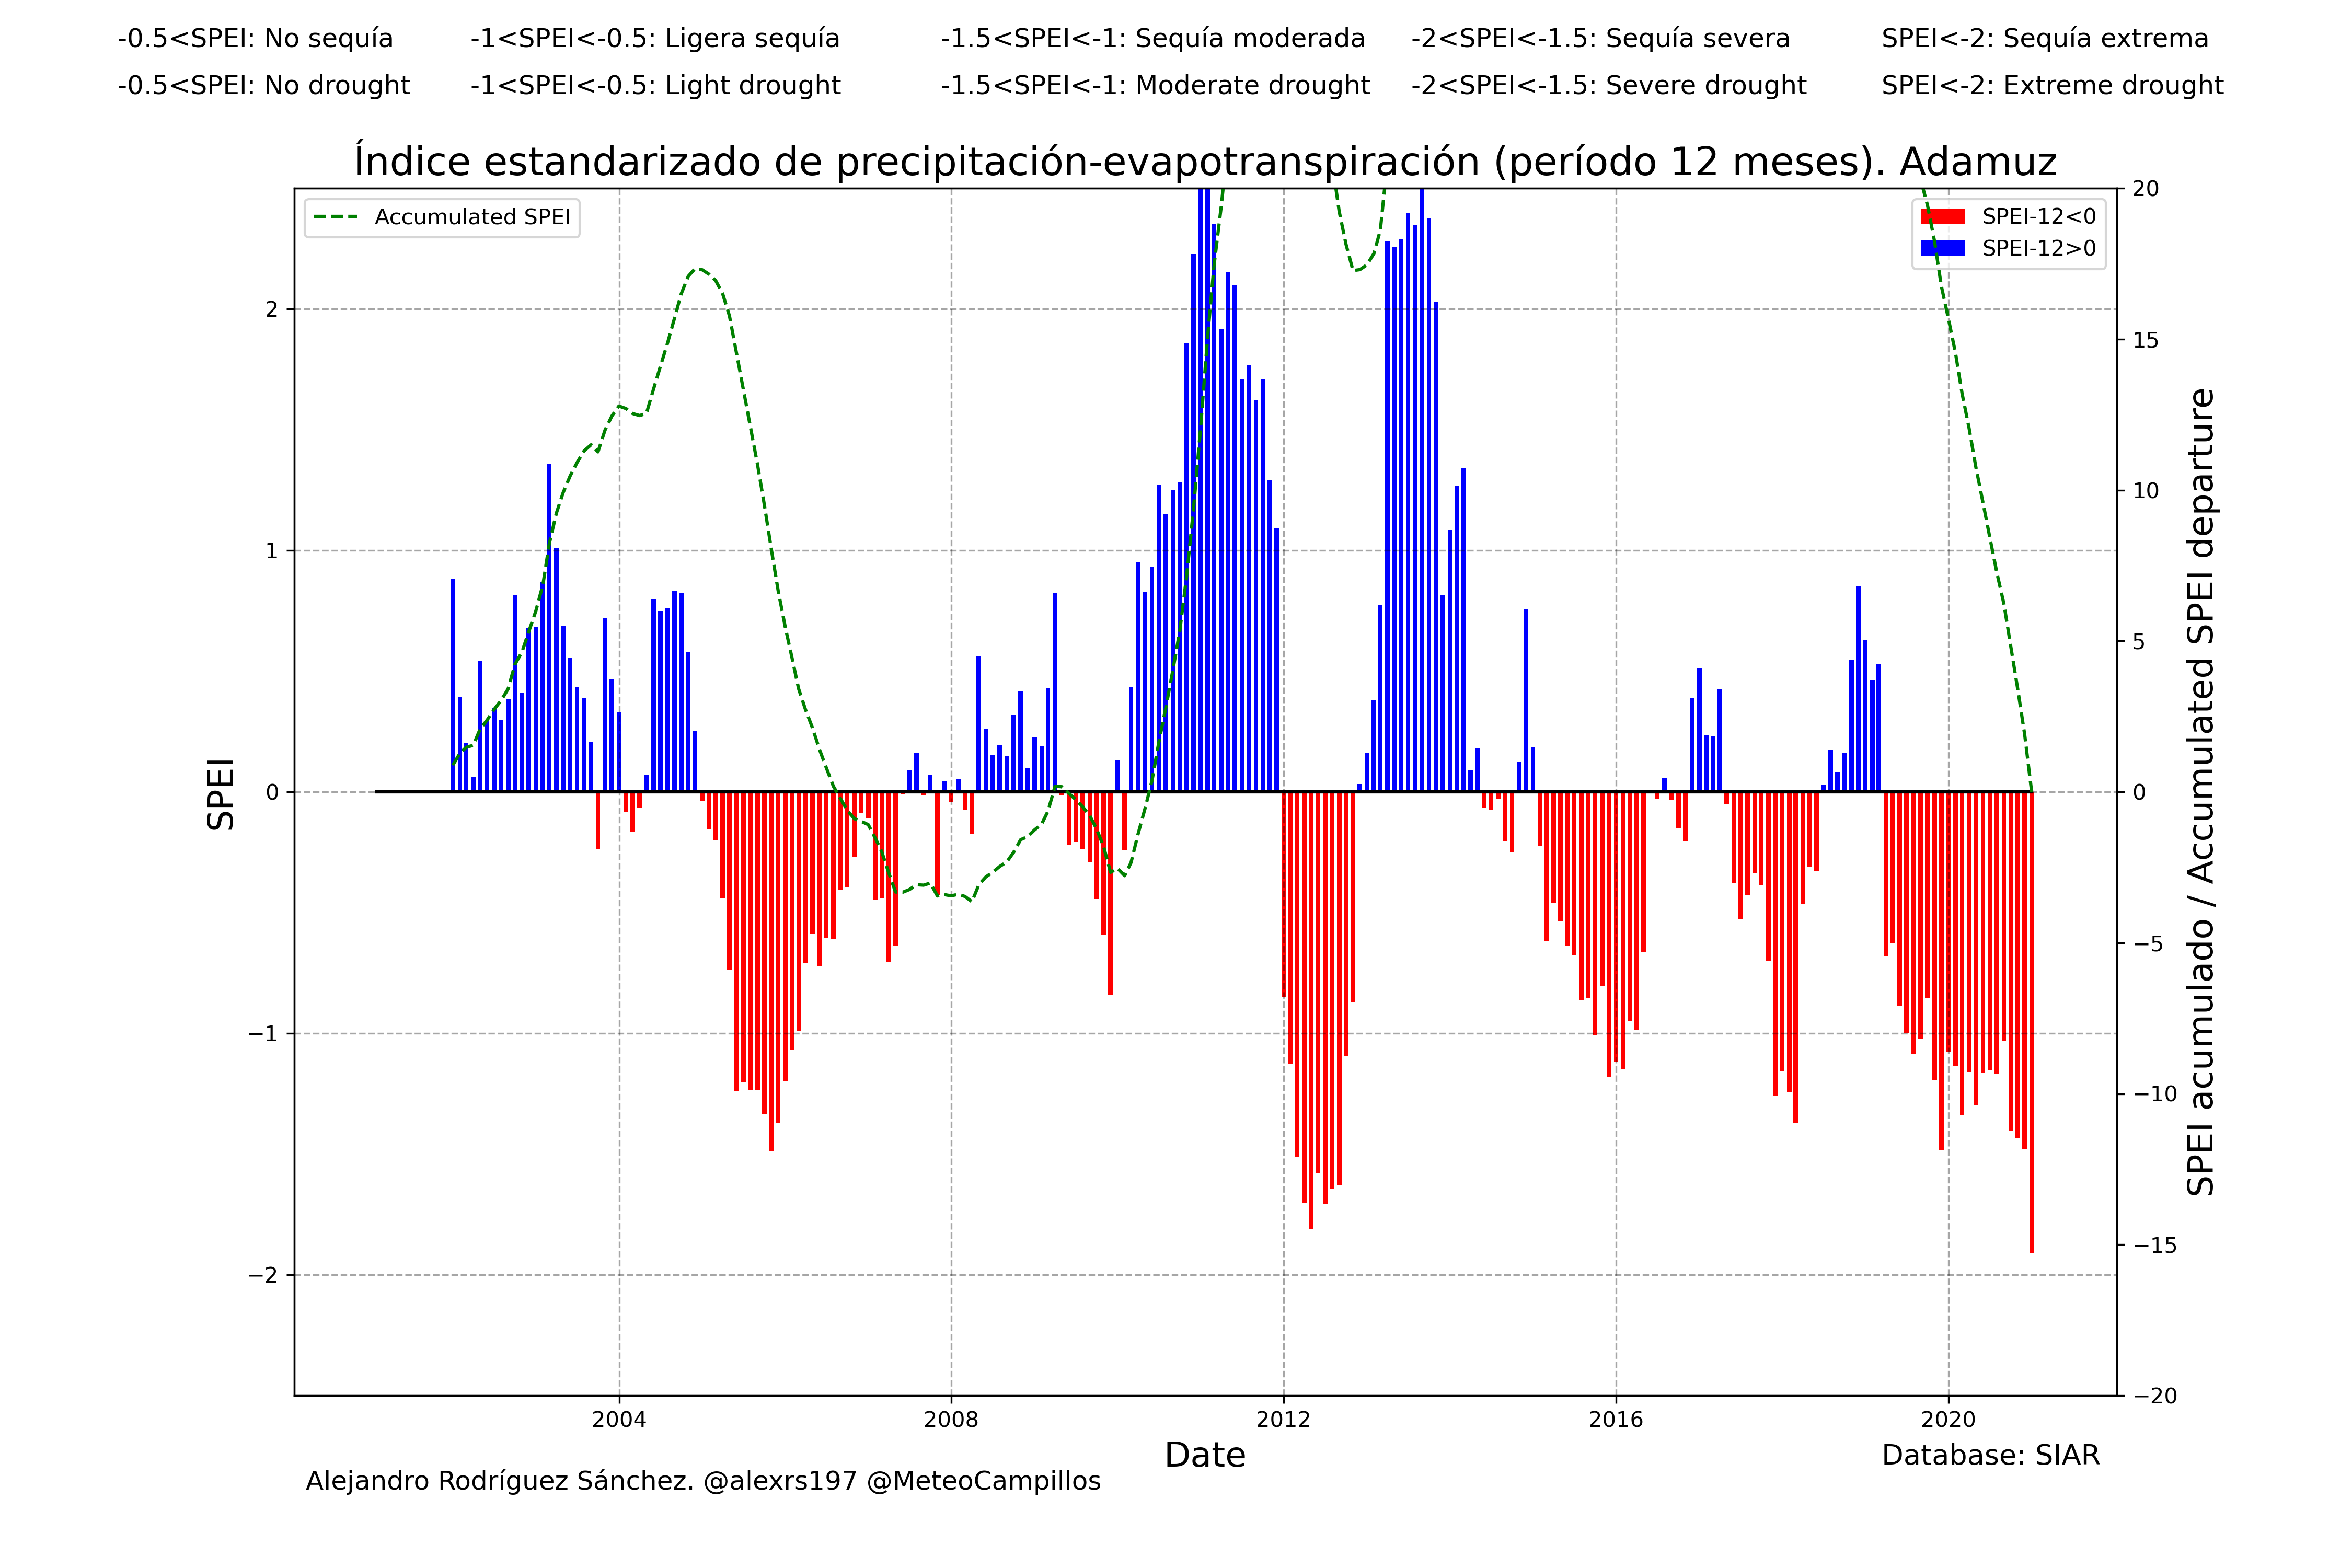 -0.5<SPEI: No sequía -1<SPEI<-0.5: Ligera sequía -1.5<SPEI<-1: Sequía moderada -2<SPEI<-1.5: Sequía severa SPEI<-2: Sequía extrema
-0.5<SPEI: No drought -1<SPEI<-0.5: Light drought -1.5<SPEI<-1: Moderate drought -2<SPEI<-1.5: Severe drought SPEI<-2: Extreme drought
Índice estandarizado de precipitación-evapotranspiración (período 12 meses). Adamuz
Accumulated SPEI
SPEI-12<0
SPEI-12>0
SPEI
2
1
0
−1
−2
20
15
10
5
0
−5
−10
−15
−20
SPEI acumulado / Accumulated SPEI departure
2004 2008 2012 2016 2020
Date
Database: SIAR
Alejandro Rodríguez Sánchez. @alexrs197 @MeteoCampillos